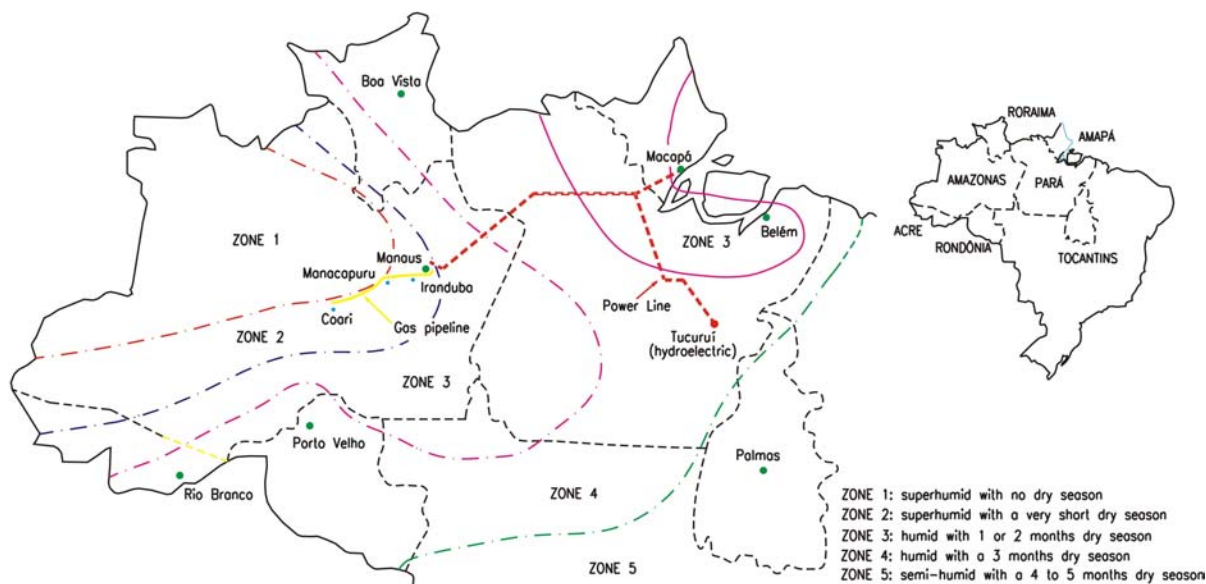 Boa Vista
Macapá
ZONE 1
ZONE 3
Belém
Manaus
Manacapuru
Iranduba
Coari
Gas pipeline
Power Line
Tucuruí
(hydroelectric)
ZONE 2
ZONE 3
Porto Velho
Rio Branco
Palmas
ZONE 4
ZONE 5
RORAIMA
AMAPÁ
AMAZONAS
PARÁ
ACRE
RONDÔNIA
TOCANTINS
ZONE 1: superhumid with no dry season
ZONE 2: superhumid with a very short dry season
ZONE 3: humid with 1 or 2 months dry season
ZONE 4: humid with a 3 months dry season
ZONE 5: semi-humid with a 4 to 5 months dry season